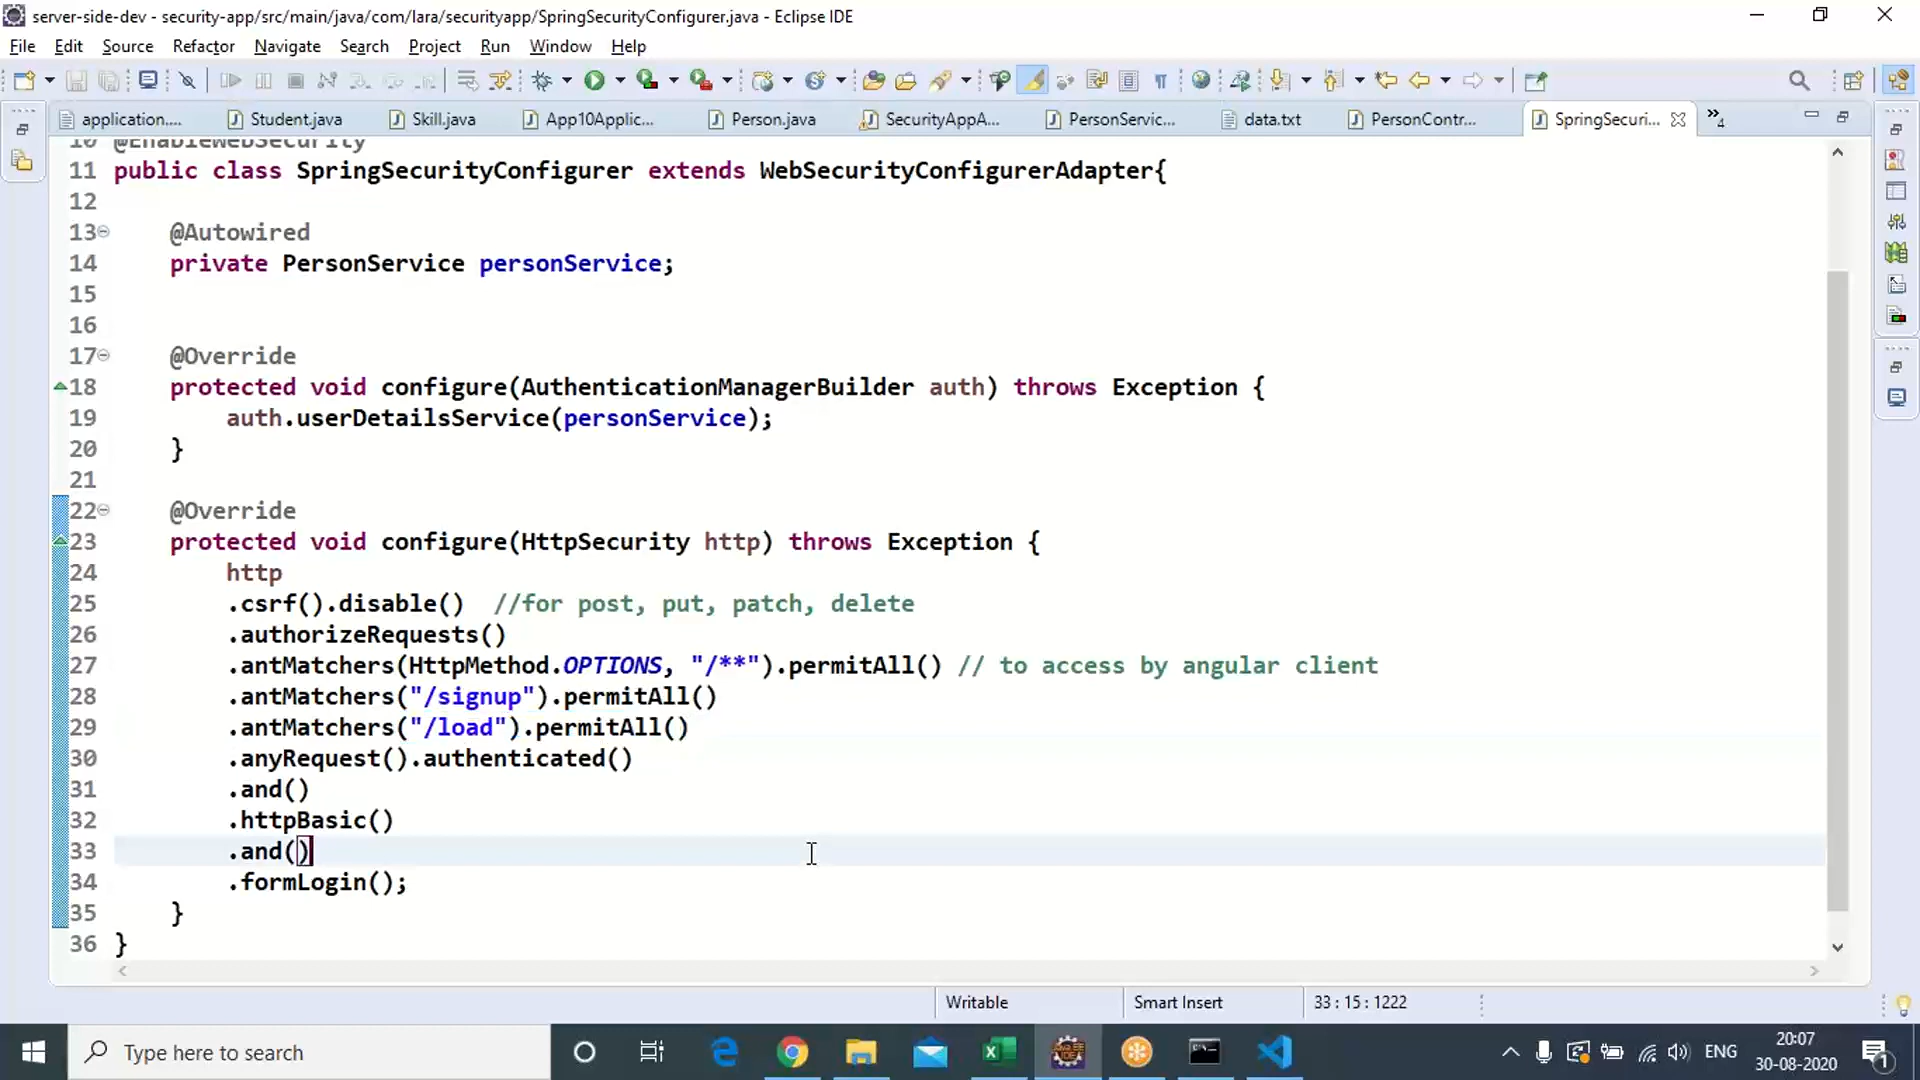 server-side-dev - security-app/src/main/java/com/lara/securityapp/SpringSecurityConfigurer.java - Eclipse IDE
File Edit Source Refactor Navigate Search Project Run Window Help
application.... Student.java Skill.java App10Applic... Person.java SecurityAppA... PersonServic... data.txt PersonContr... SpringSecuri... »4
10 @EnableWebSecurity
11 public class SpringSecurityConfigurer extends WebSecurityConfigurerAdapter{
12
13 @Autowired
14 private PersonService personService;
15
16
17 @Override
18 protected void configure(AuthenticationManagerBuilder auth) throws Exception {
19 auth.userDetailsService(personService);
20 }
21
22 @Override
23 protected void configure(HttpSecurity http) throws Exception {
24 http
25 .csrf().disable() //for post, put, patch, delete
26 .authorizeRequests()
27 .antMatchers(HttpMethod.OPTIONS, "/**").permitAll() // to access by angular client
28 .antMatchers("/signup").permitAll()
29 .antMatchers("/load").permitAll()
30 .anyRequest().authenticated()
31 .and()
32 .httpBasic()
33 .and()
34 .formLogin();
35 }
36 }
Writable Smart Insert 33 : 15 : 1222
Type here to search
ENG
20:07
30-08-2020
1